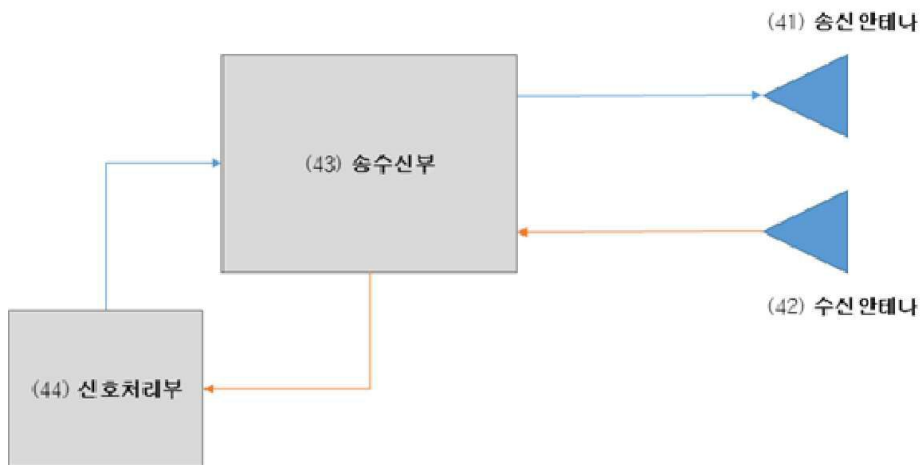 (41) 송신 안테나
(43) 송수신부
(42) 수신 안테나
(44) 신호처리부